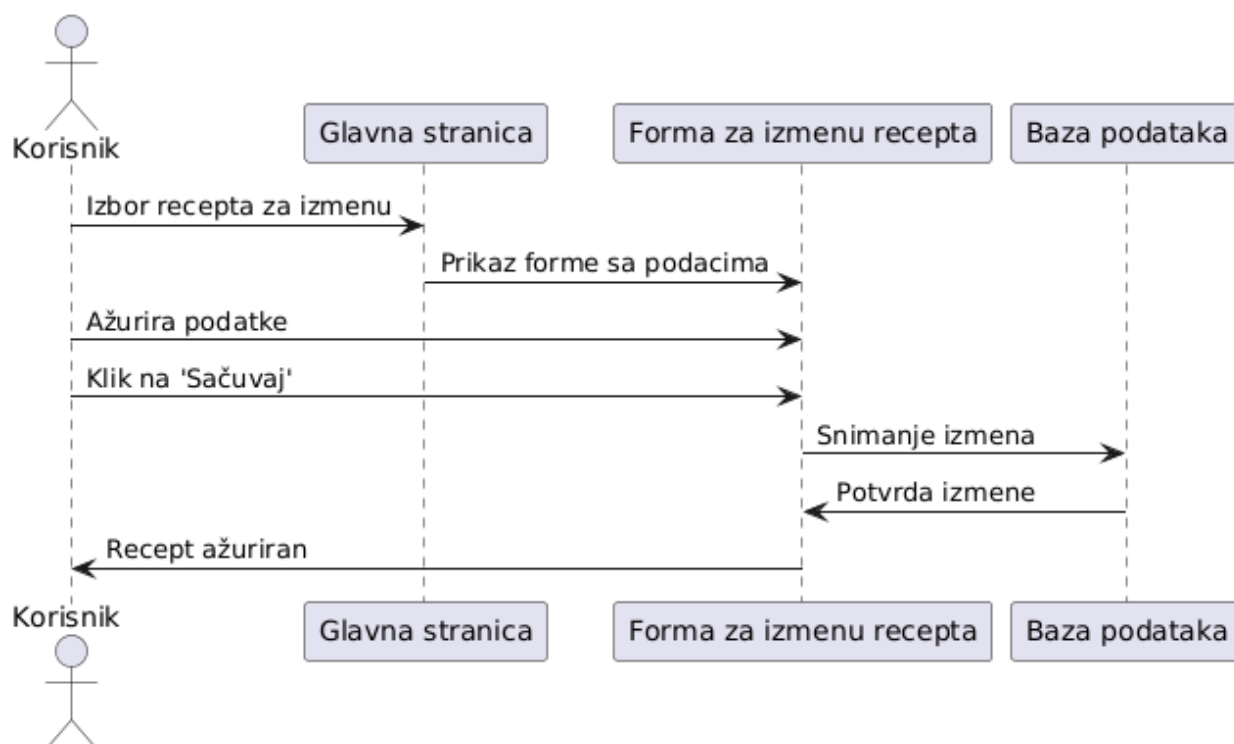 Korisnik
Glavna stranica
Forma za izmenu recepta
Baza podataka
Izbor recepta za izmenu
Prikaz forme sa podacima
Ažurira podatke
Klik na 'Sačuvaj'
Snimanje izmena
Potvrda izmene
Recept ažuriran
Korisnik
Glavna stranica
Forma za izmenu recepta
Baza podataka